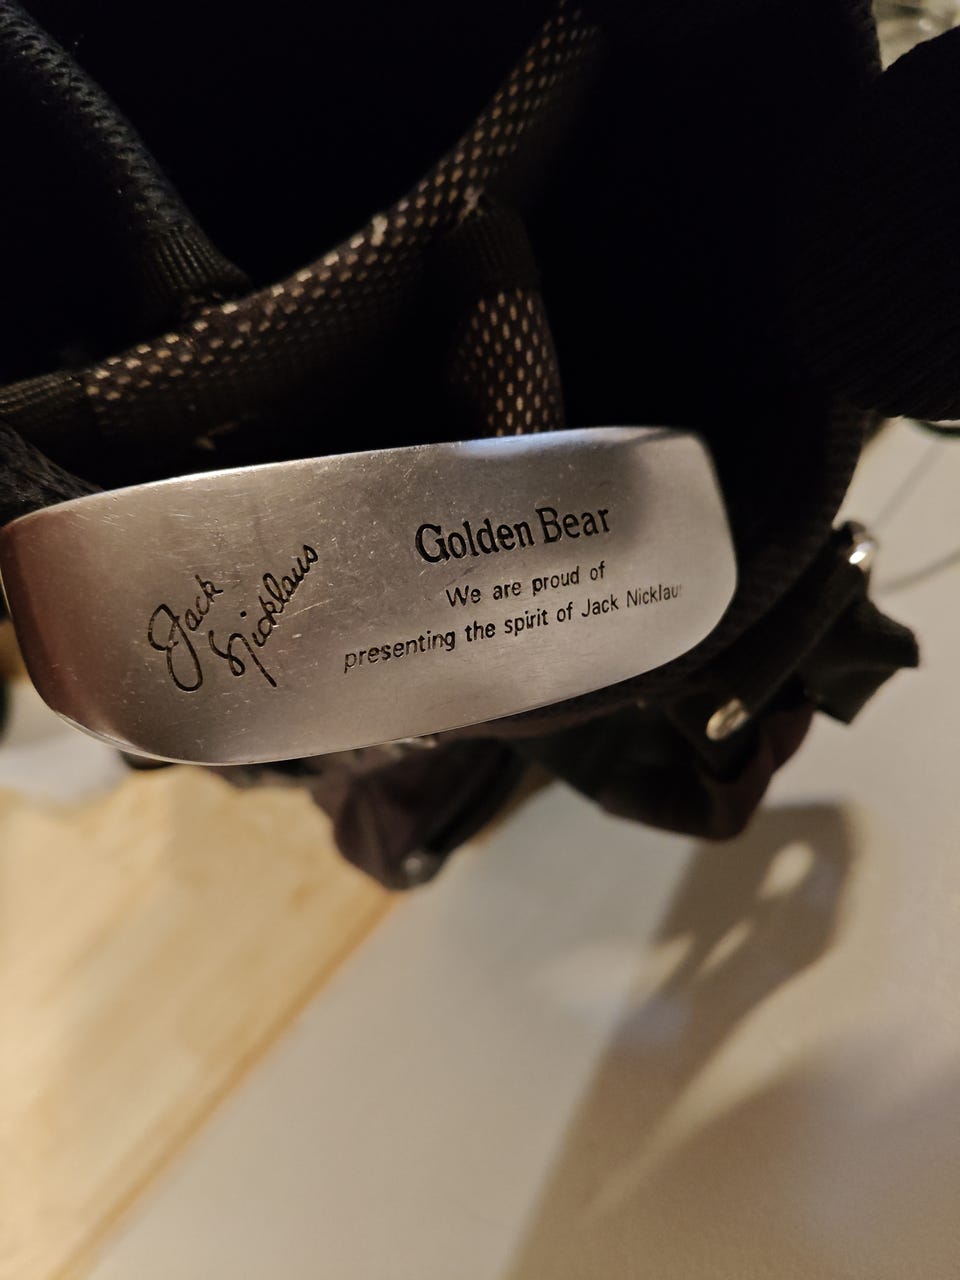 Jack
Nicklaus
Golden Bear
We are proud of
presenting the spirit of Jack Nicklau